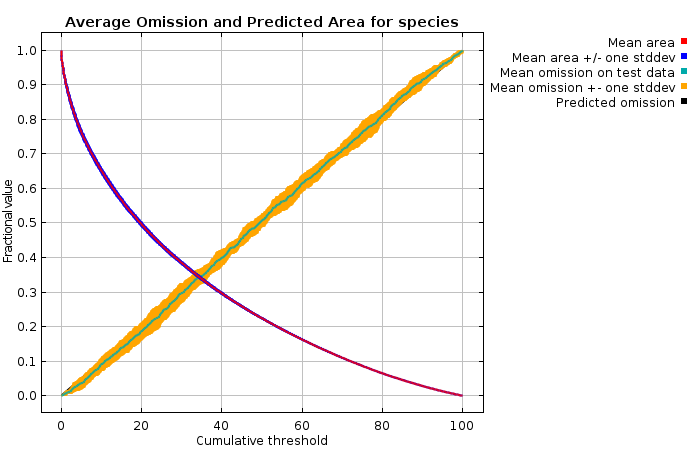 Average Omission and Predicted Area for species
Mean area
Mean area +/- one stddev
Mean omission on test data
Mean omission +- one stddev
Predicted omission
Fractional value
1.0
0.9
0.8
0.7
0.6
0.5
0.4
0.3
0.2
0.1
0.0
0 20 40 60 80 100
Cumulative threshold